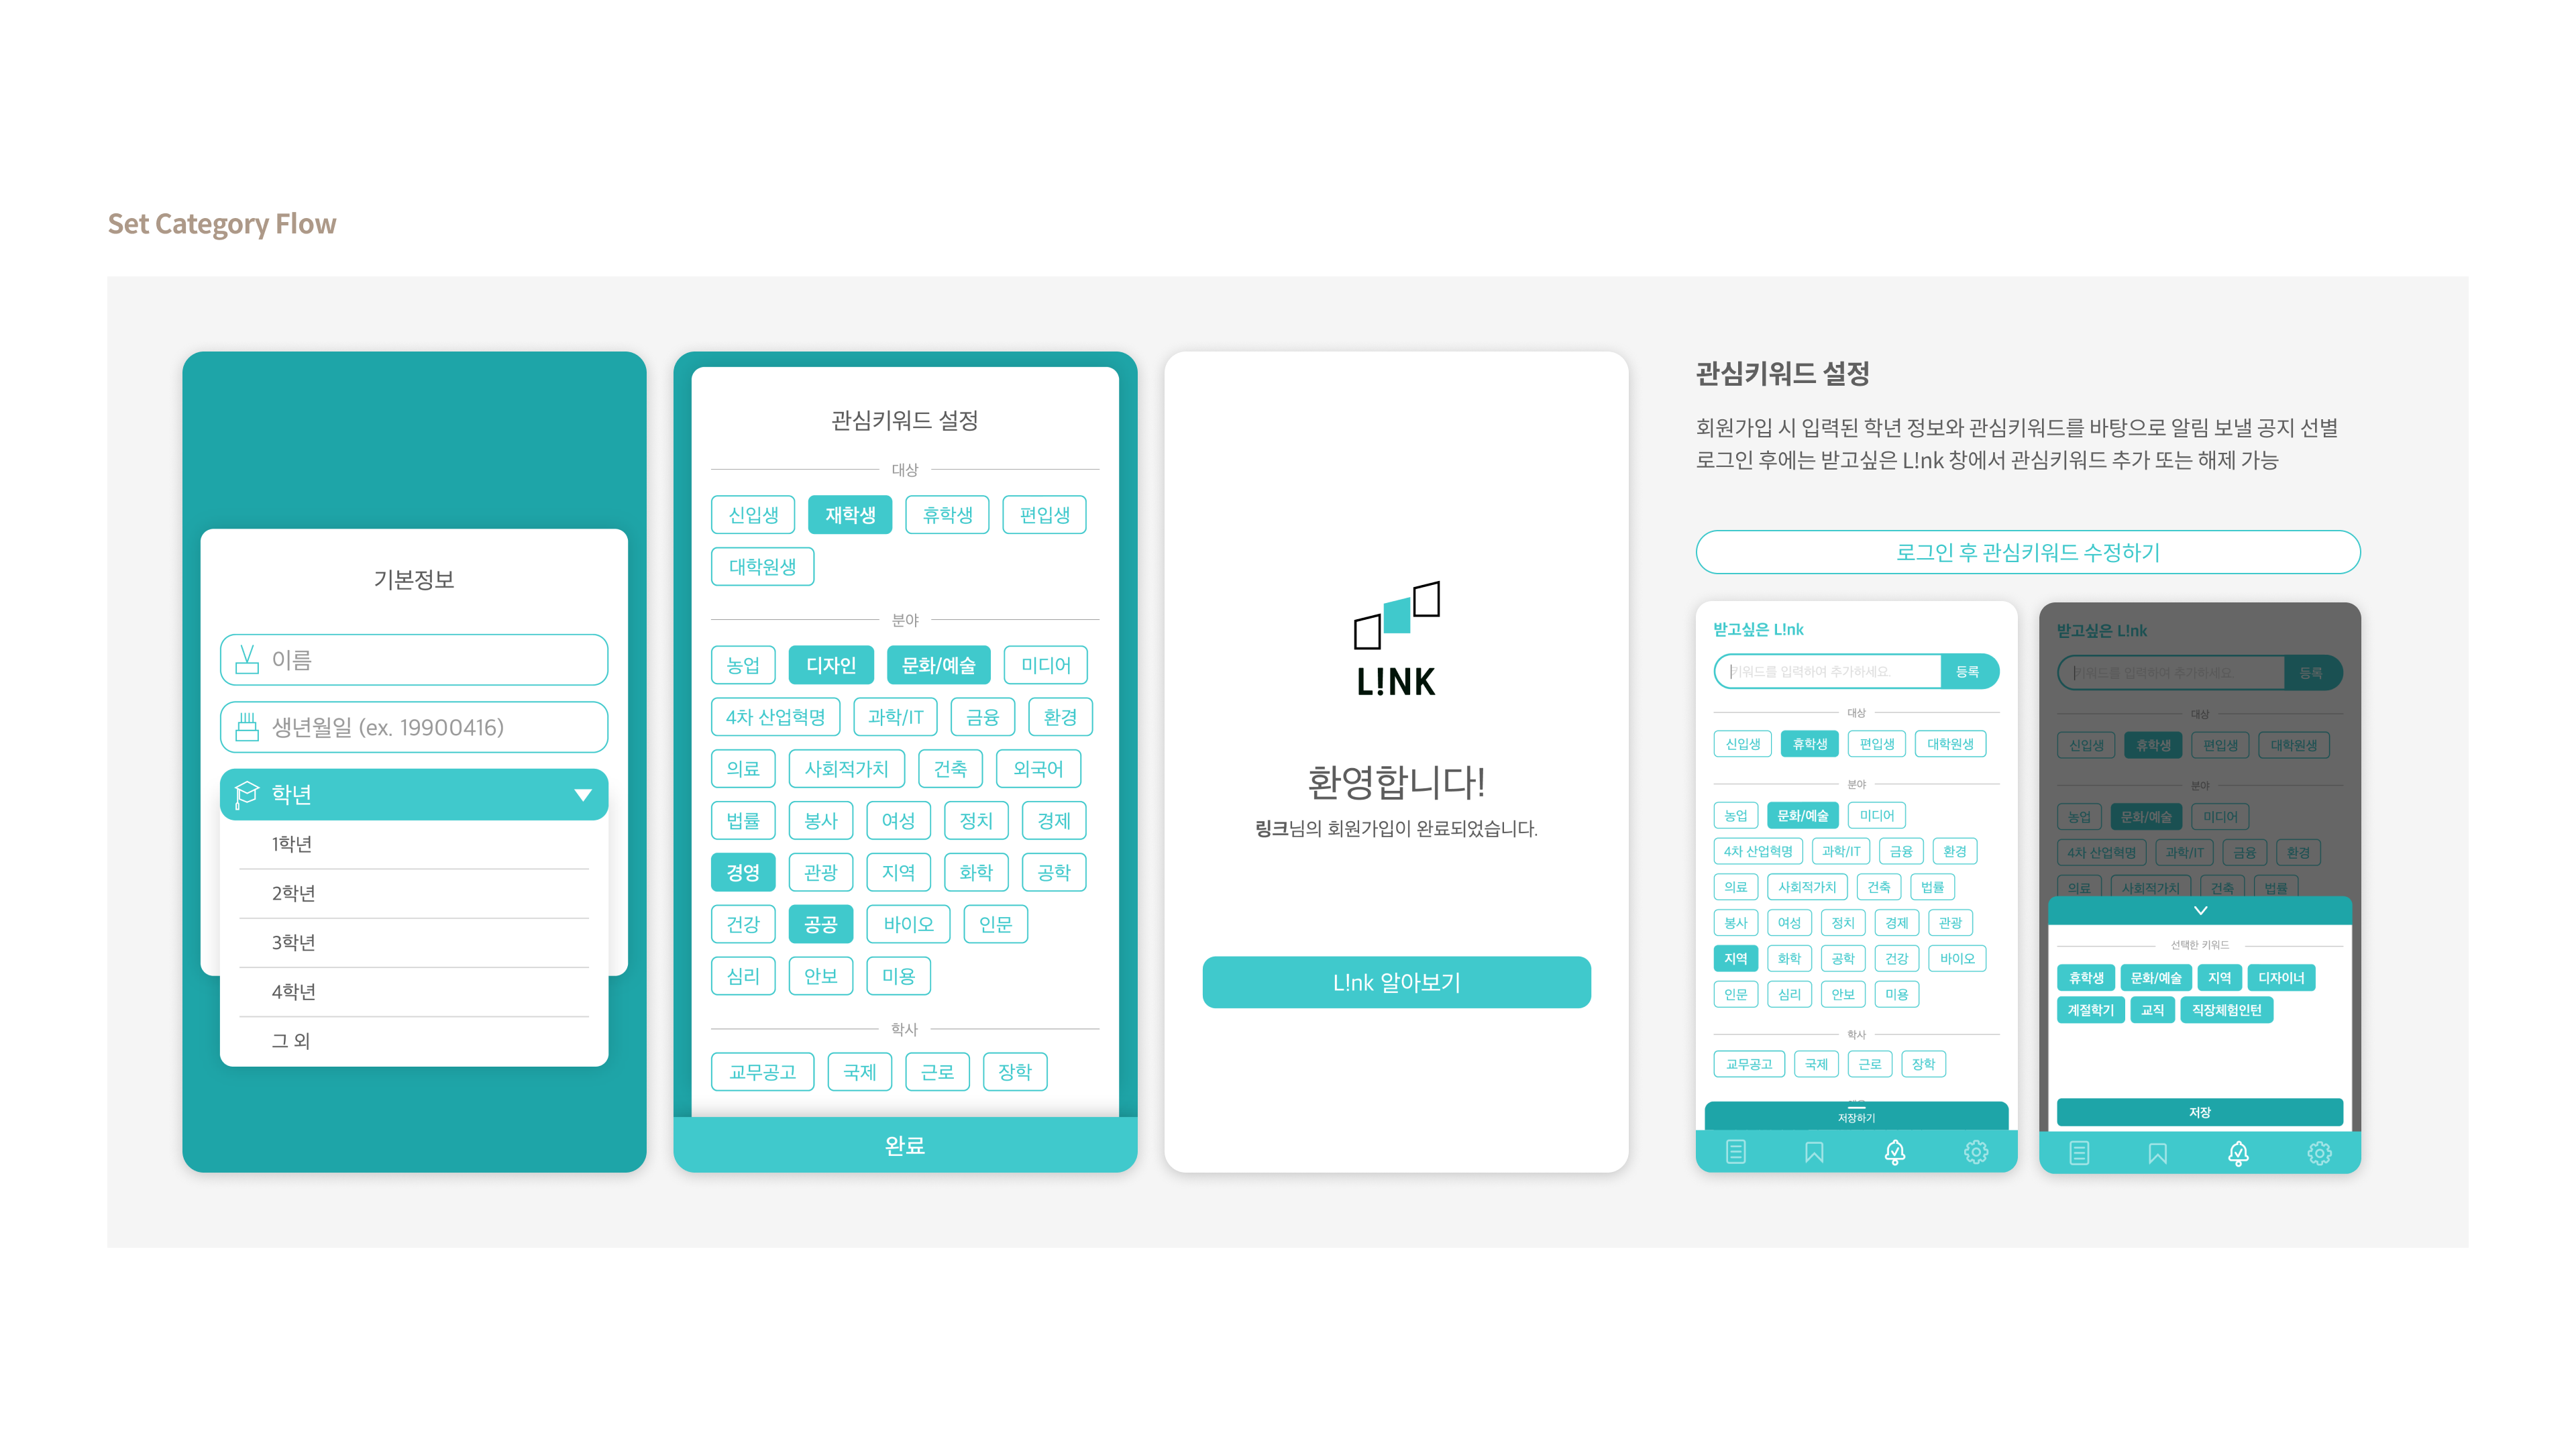 Set Category Flow
기본정보
이름
생년월일 (ex. 19900416)
학년
1학년
2학년
3학년
4학년
그 외
관심키워드 설정
대상
신입생 재학생 휴학생 편입생
대학원생
분야
농업 디자인 문화/예술 미디어
4차 산업혁명 과학/IT 금융 환경
의료 사회적가치 건축 외국어
법률 봉사 여성 정치 경제
경영 관광 지역 화학 공학
건강 공공 바이오 인문
심리 안보 미용
학사
교무공고 국제 근로 장학
완료
L!NK
환영합니다!
링크님의 회원가입이 완료되었습니다.
L!nk 알아보기
관심키워드 설정
회원가입 시 입력된 학년 정보와 관심키워드를 바탕으로 알림 보낼 공지 선별
로그인 후에는 받고싶은 L!nk 창에서 관심키워드 추가 또는 해제 가능
로그인 후 관심키워드 수정하기
받고싶은 L!nk
키워드를 입력하여 추가하세요. 등록
대상
신입생 휴학생 편입생 대학원생
분야
농업 문화/예술 미디어
4차 산업혁명 과학/IT 금융 환경
의료 사회적가치 건축 법률
봉사 여성 정치 경제 관광
지역 화학 공학 건강 바이오
인문 심리 안보 미용
학사
교무공고 국제 근로 장학
저장하기
받고싶은 L!nk
키워드를 입력하여 추가하세요. 등록
대상
신입생 휴학생 편입생 대학원생
분야
농업 문화/예술 미디어
4차 산업혁명 과학/IT 금융 환경
의료 사회적가치 건축 법률
선택한 키워드
휴학생 문화/예술 지역 디자이너
계절학기 교직 직장체험인턴
저장